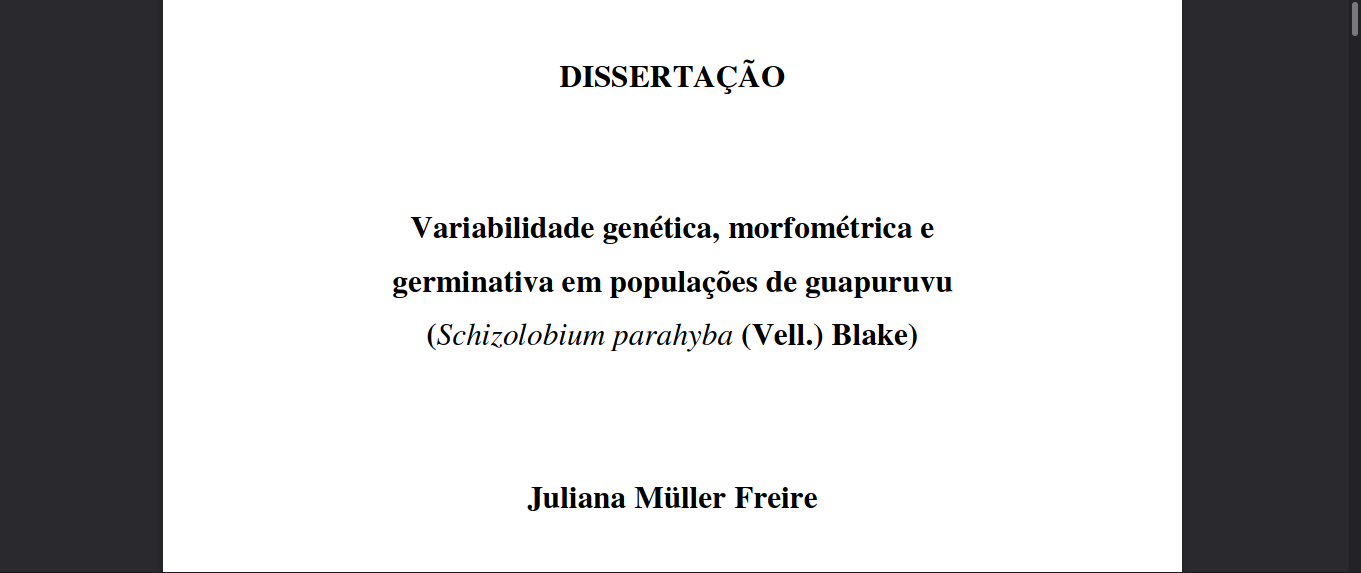 DISSERTAÇÃO
Variabilidade genética, morfométrica e
germinativa em populações de guapuruvu
(Schizolobium parahyba (Vell.) Blake)
Juliana Müller Freire